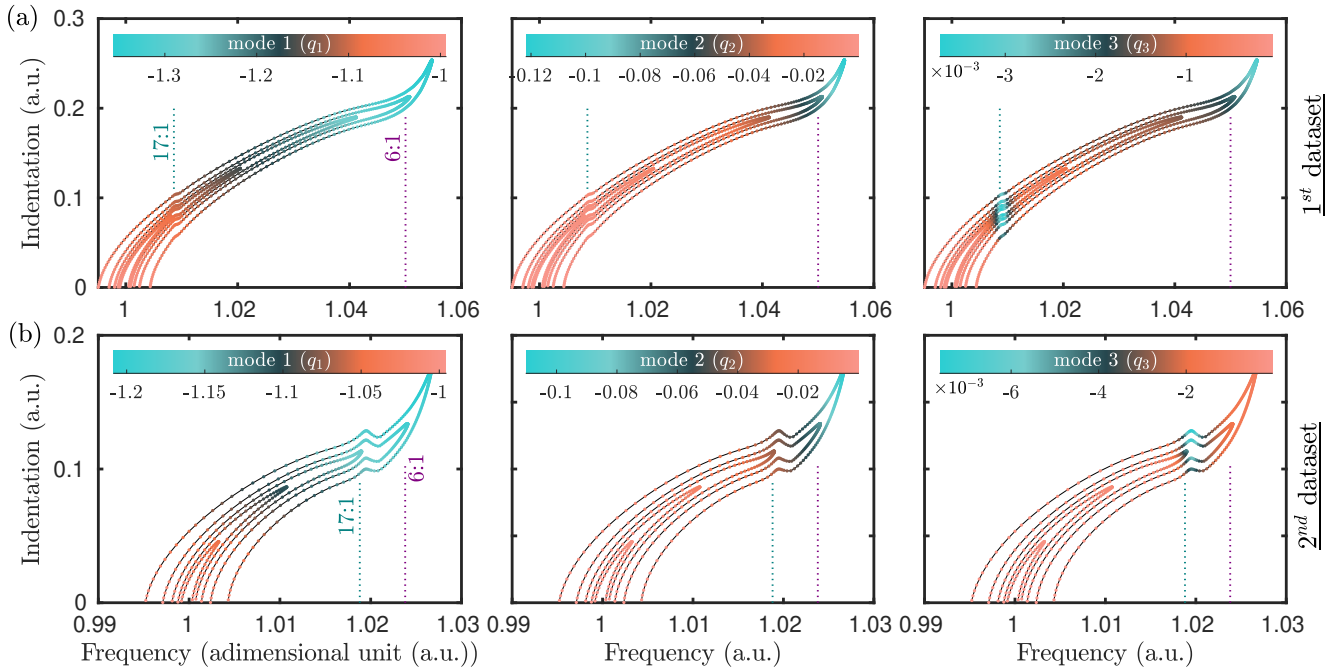 (a)
0.3
0.2
0.1
0
Indentation (a.u.)
mode 1 (q1)
-1.3 -1.2 -1.1 -1
17:1
6:1
1 1.02 1.04 1.06
mode 2 (q2)
-0.12 -0.1 -0.08 -0.06 -0.04 -0.02
1 1.02 1.04 1.06
mode 3 (q3)
×10-3 -3 -2 -1
1 1.02 1.04 1.06
1st dataset
(b)
0.2
0.1
0
Indentation (a.u.)
mode 1 (q1)
-1.2 -1.15 -1.1 -1.05 -1
17:1
6:1
0.99 1 1.01 1.02 1.03
Frequency (adimensional unit (a.u.))
mode 2 (q2)
-0.1 -0.08 -0.06 -0.04 -0.02
0.99 1 1.01 1.02 1.03
Frequency (a.u.)
mode 3 (q3)
×10-3 -6 -4 -2
0.99 1 1.01 1.02 1.03
Frequency (a.u.)
2nd dataset